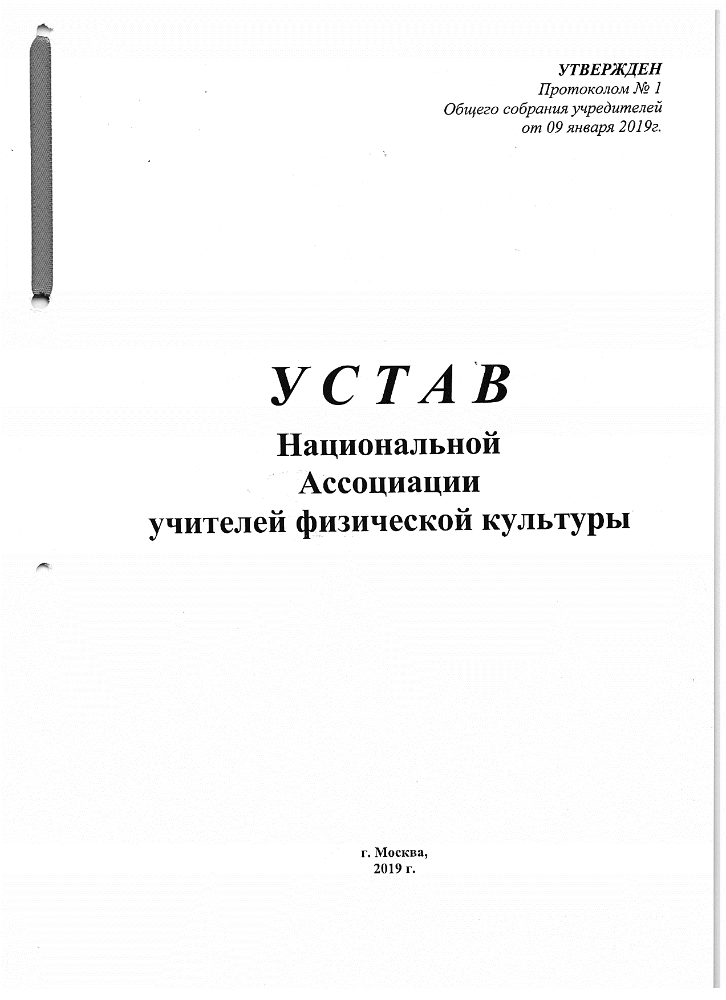 УТВЕРЖДЕН
Протоколом № 1
Общего собрания учредителей
от 09 января 2019г.
У С Т А В
Национальной
Ассоциации
учителей физической культуры
г. Москва,
2019 г.